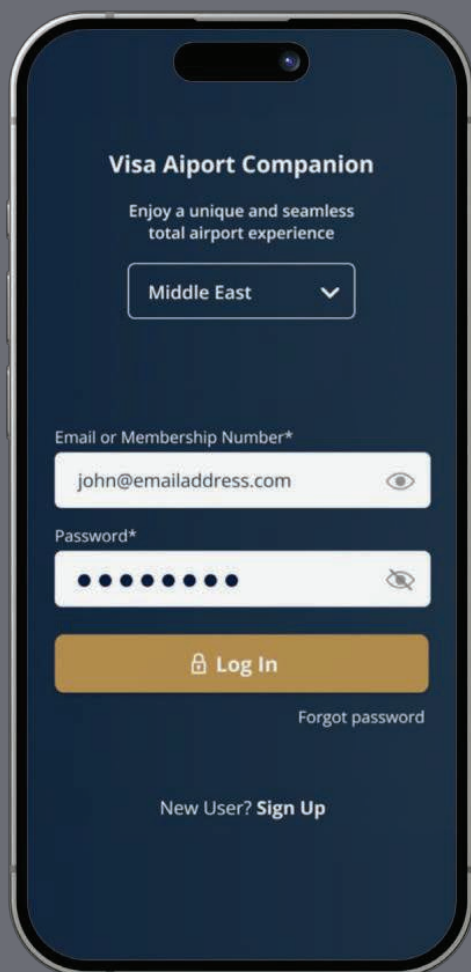 Visa Aiport Companion
Enjoy a unique and seamless
total airport experience
Middle East
Email or Membership Number*
john@emailaddress.com
Password*
Log In
Forgot password
New User? Sign Up